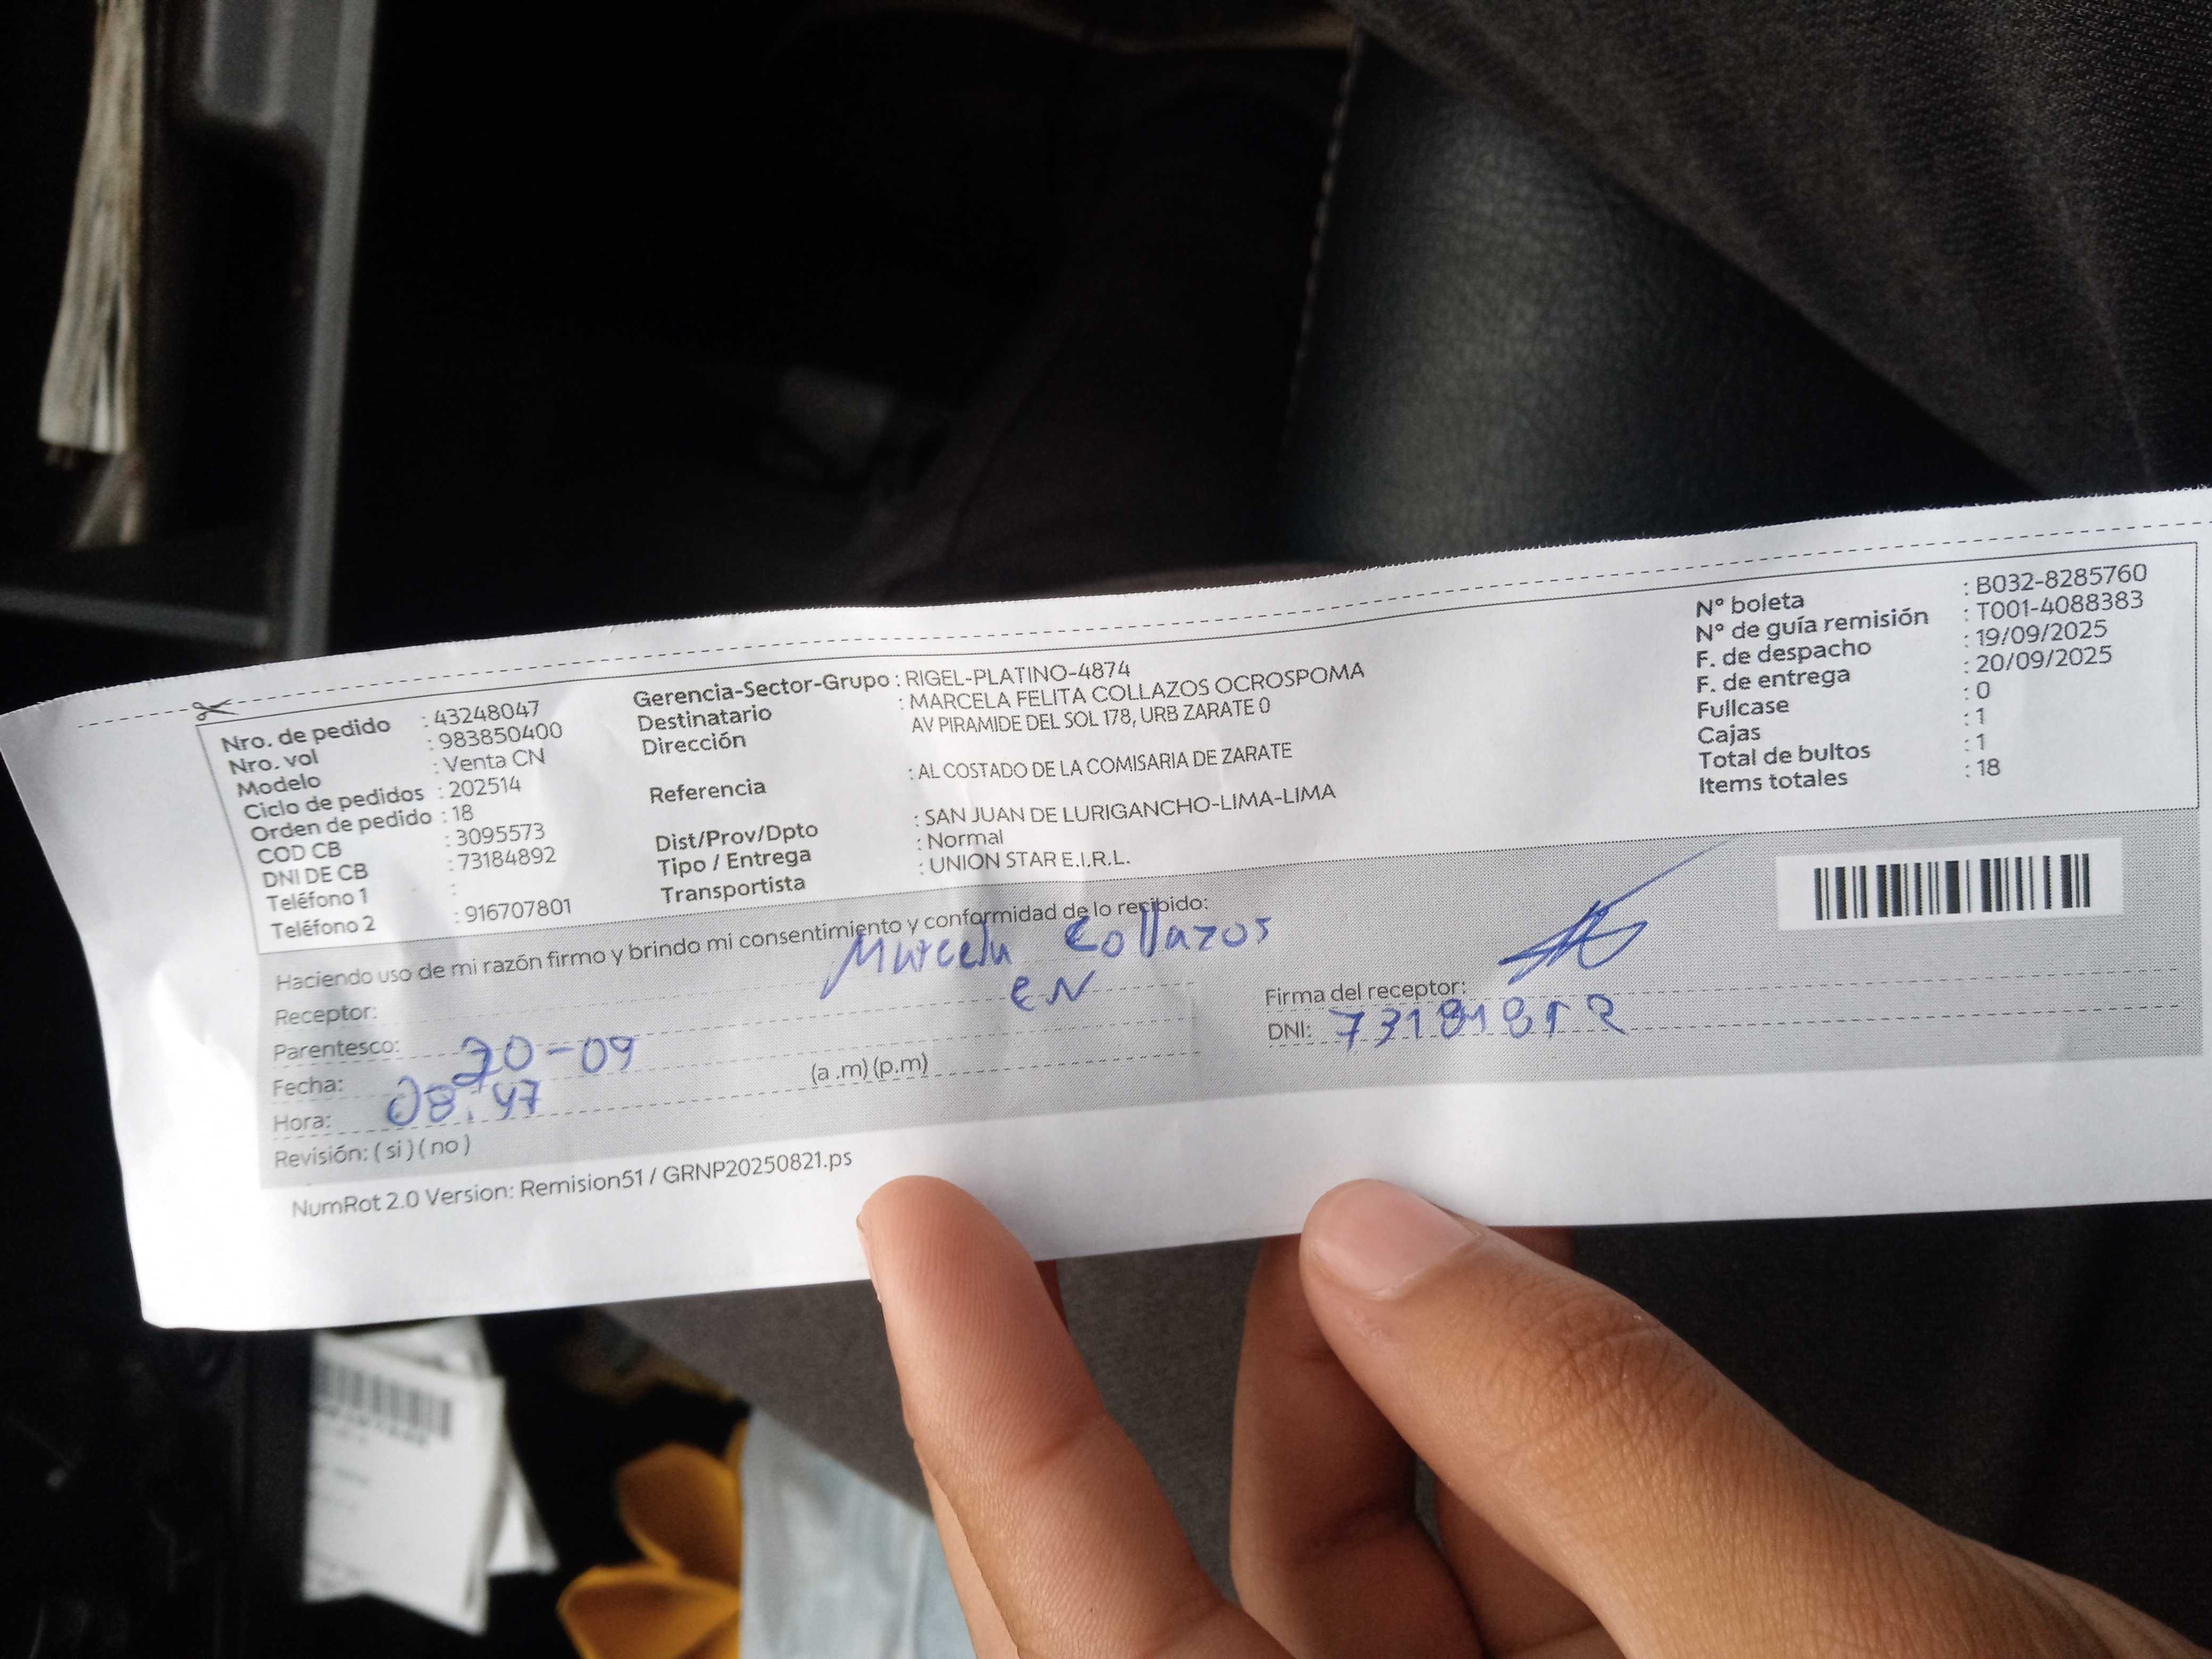 Nro. de pedido : 43248047
Nro. vol : 983850400
Modelo : Venta CN
Ciclo de pedidos : 202514
Orden de pedido : 18
COD CB : 3095573
DNI DE CB : 73184892
Teléfono 1 :
Teléfono 2 : 916707801
Gerencia-Sector-Grupo : RIGEL-PLATINO-4874
Destinatario : MARCELA FELITA COLLAZOS OCROSPOMA
Dirección AV PIRAMIDE DEL SOL 178, URB ZARATE 0
Referencia : AL COSTADO DE LA COMISARIA DE ZARATE
Dist/Prov/Dpto : SAN JUAN DE LURIGANCHO-LIMA-LIMA
Tipo / Entrega : Normal
Transportista : UNION STAR E.I.R.L.
N° boleta : B032-8285760
N° de guía remisión : T001-4088383
F. de despacho : 19/09/2025
F. de entrega : 20/09/2025
Fullcase : 0
Cajas : 1
Total de bultos : 1
Items totales : 18
Haciendo uso de mi razón firmo y brindo mi consentimiento y conformidad de lo recibido:
Receptor: Marcela Collazos
Parentesco: CN
Fecha: 20-09
Hora: 08:47 (a .m) (p.m)
Revisión: ( si ) ( no )
Firma del receptor:
DNI:
NumRot 2.0 Version: Remision51 / GRNP20250821.ps